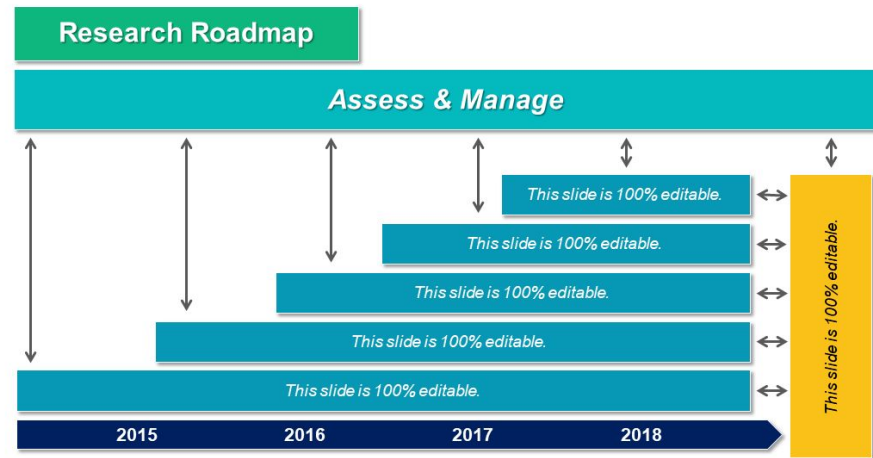 Research Roadmap
Assess & Manage
This slide is 100% editable.
This slide is 100% editable.
This slide is 100% editable.
This slide is 100% editable.
This slide is 100% editable.
This slide is 100% editable.
2015 2016 2017 2018